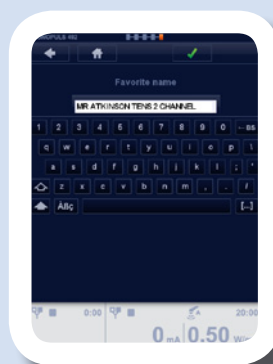 Favorite name
MR ATKINSON TENS 2 CHANNEL
1 2 3 4 5 6 7 8 9 0 ←BS
q w e r t y u i o p \
a s d f g h j k l ; '
z x c v b n m , . /
Äßç [...]
0:00 20:00
0 mA 0.50